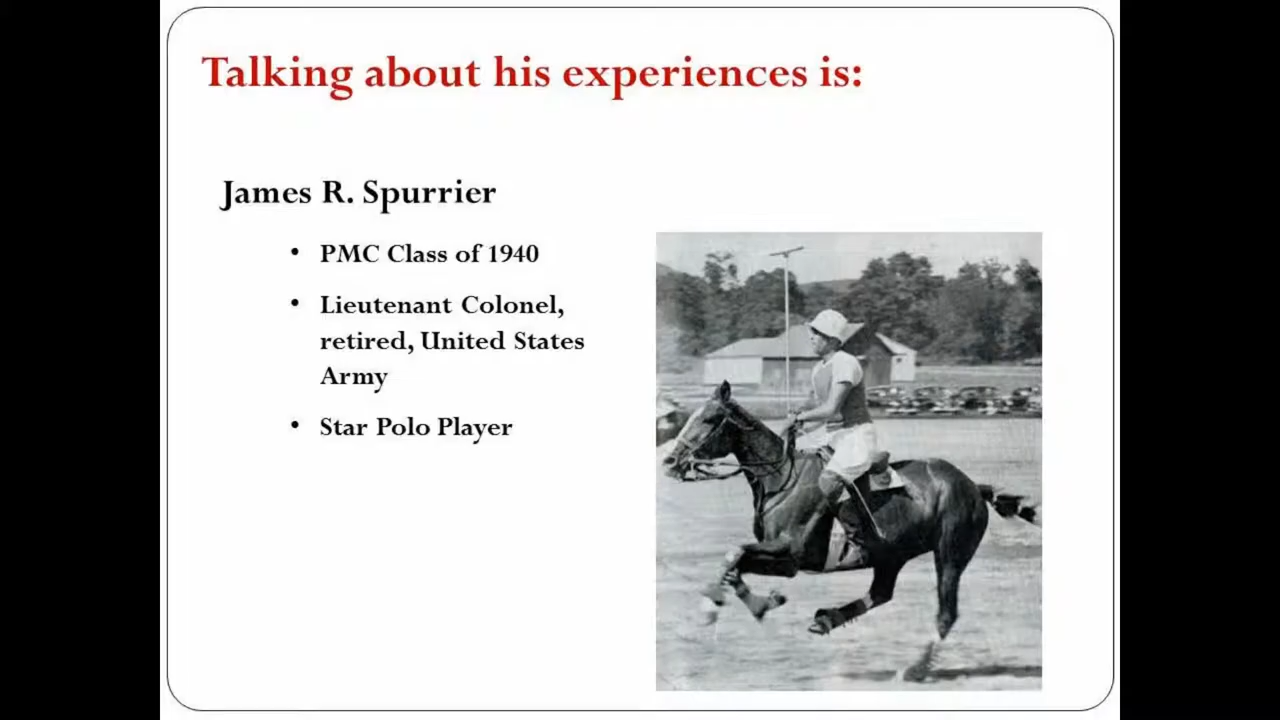 Talking about his experiences is:
James R. Spurrier
• PMC Class of 1940
• Lieutenant Colonel,
retired, United States
Army
• Star Polo Player